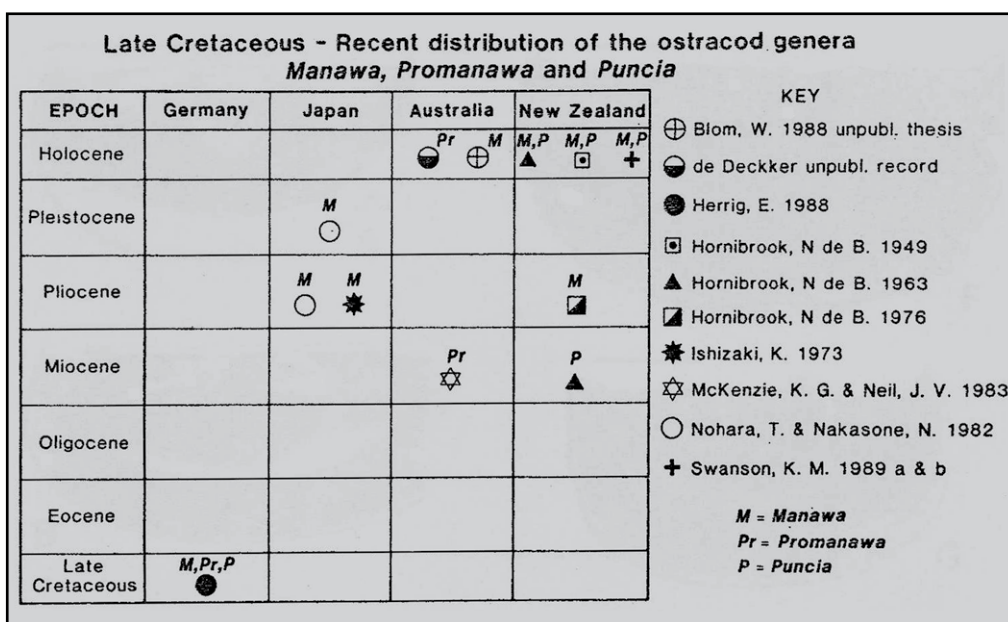 Late Cretaceous - Recent distribution of the ostracod genera
Manawa, Promanawa and Puncia
EPOCH Germany Japan Australia New Zealand
Holocene Pr M M,P M,P M,P
Pleistocene M
Pliocene M M M
Miocene Pr P
Oligocene
Eocene
Late
Cretaceous M,Pr,P
KEY
Blom, W. 1988 unpubl. thesis
de Deckker unpubl. record
Herrig, E. 1988
Hornibrook, N de B. 1949
Hornibrook, N de B. 1963
Hornibrook, N de B. 1976
Ishizaki, K. 1973
McKenzie, K. G. & Neil, J. V. 1983
Nohara, T. & Nakasone, N. 1982
Swanson, K. M. 1989 a & b
M = Manawa
Pr = Promanawa
P = Puncia